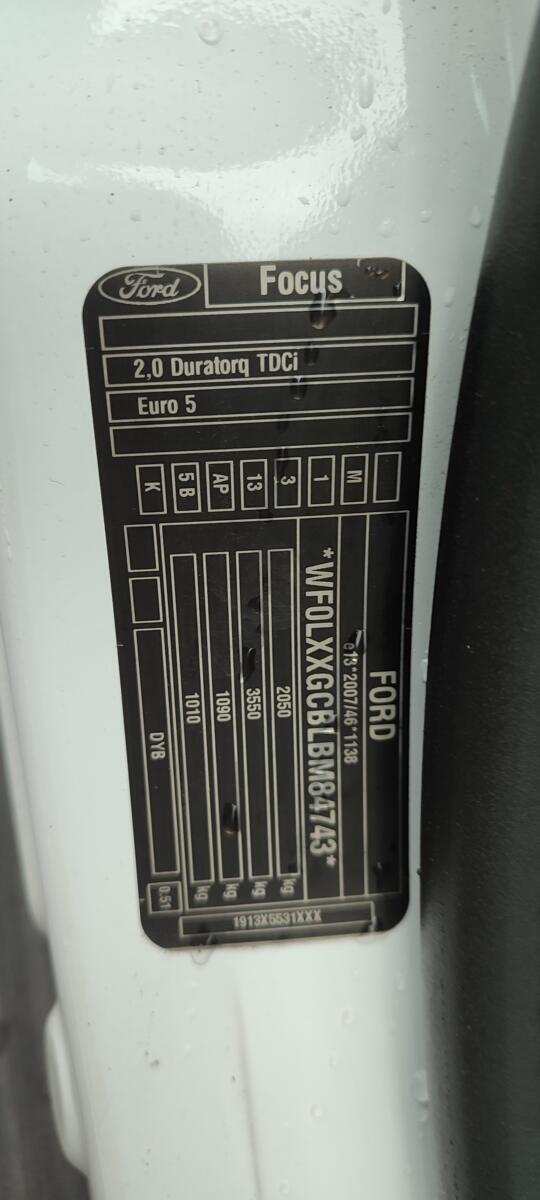 Ford
Focus
2,0 Duratorq TDCi
Euro 5
K 5 B AP 13 3 1 M
FORD
e13*2007/46*1138
*WF0LXXGCBLBM84743*
2050 kg
3550 kg
1090 kg
1010 kg
DYB 0.51
1913X5531XXX